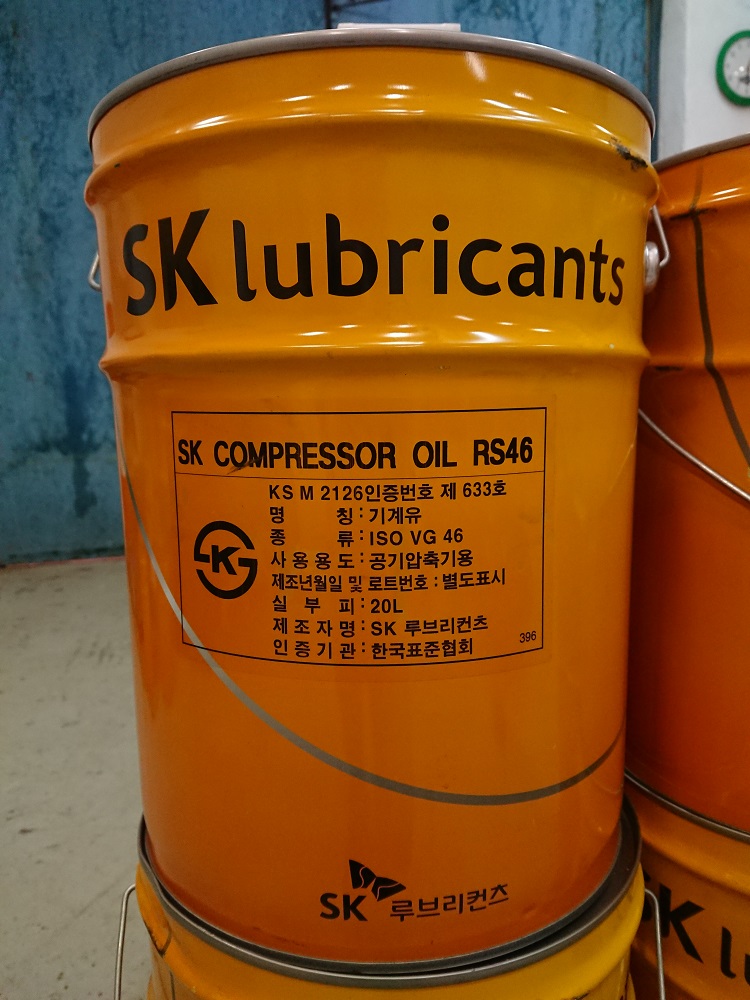 SK lubricants
SK COMPRESSOR OIL RS46
KS M 2126인증번호 제 633호
명 칭 : 기계유
종 류 : ISO VG 46
사 용 용 도 : 공기압축기용
제조년월일 및 로트번호 : 별도표시
실 부 피 : 20L
제 조 자 명 : SK 루브리컨츠
인 증 기 관 : 한국표준협회
396
K
SK 루브리컨츠
SK lu